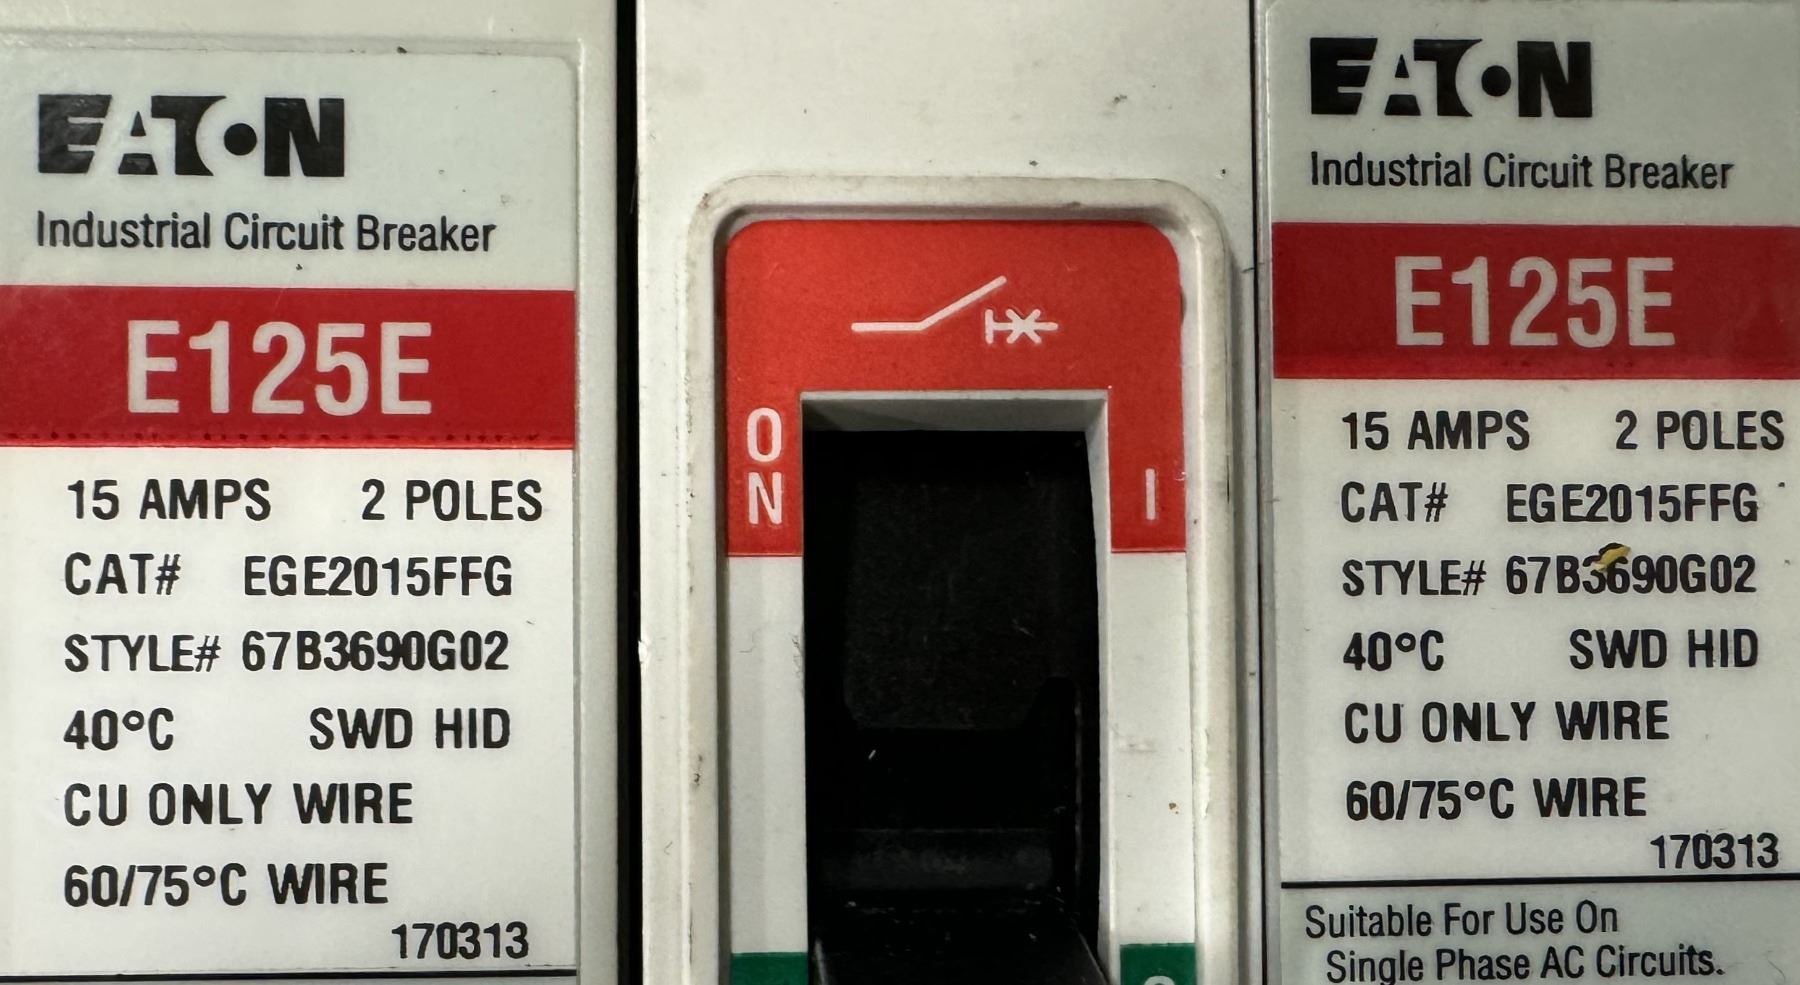 EATON
Industrial Circuit Breaker
E125E
15 AMPS 2 POLES
CAT# EGE2015FFG
STYLE# 67B3690G02
40°C SWD HID
CU ONLY WIRE
60/75°C WIRE
170313
ON
I
EATON
Industrial Circuit Breaker
E125E
15 AMPS 2 POLES
CAT# EGE2015FFG
STYLE# 67B3690G02
40°C SWD HID
CU ONLY WIRE
60/75°C WIRE
170313
Suitable For Use On
Single Phase AC Circuits.